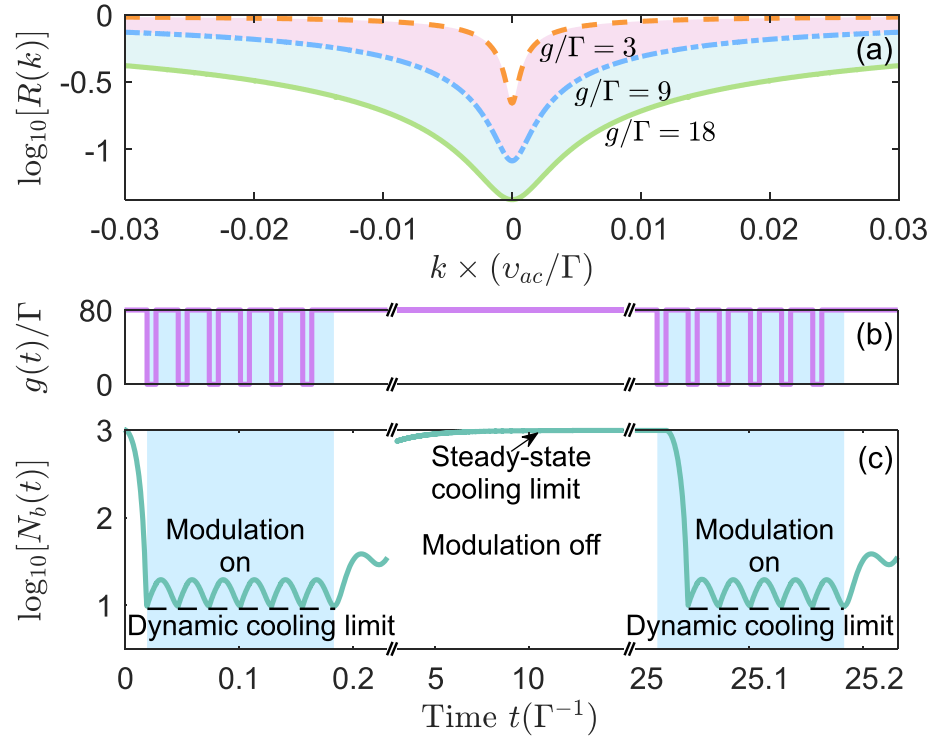 0
(a)
g/Γ = 3
-0.5
g/Γ = 9
g/Γ = 18
-1
log₁₀[R(k)]
-0.03 -0.02 -0.01 0 0.01 0.02 0.03
k × (υ_ac/Γ)
80
(b)
g(t)/Γ
0
3
(c)
Steady-state
cooling limit
2
Modulation
on
Modulation off
Modulation
on
log₁₀[N_b(t)]
1
Dynamic cooling limit
Dynamic cooling limit
0 0.1 0.2 5 10 25 25.1 25.2
Time t(Γ⁻¹)